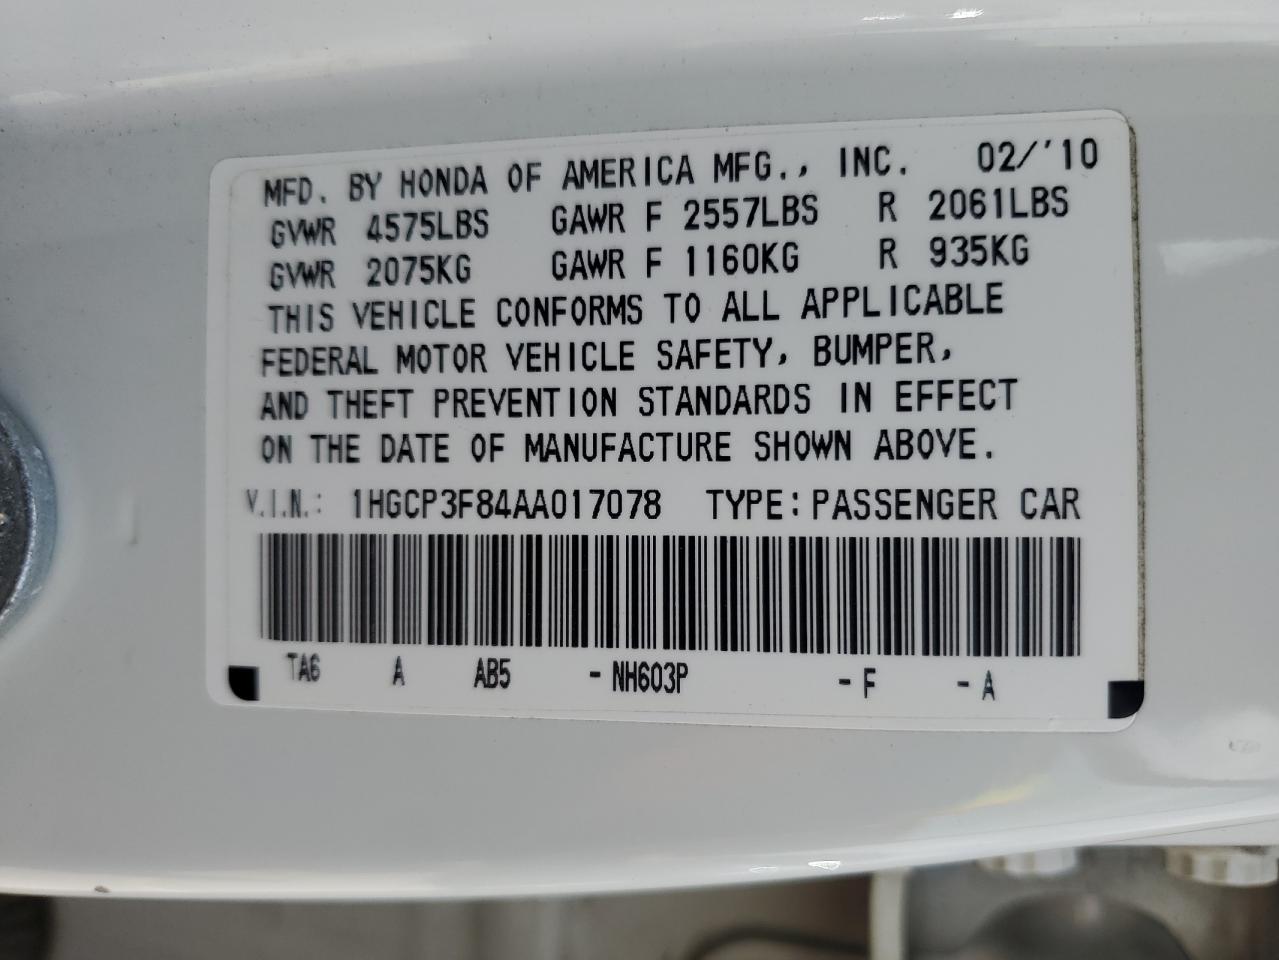 MFD. BY HONDA OF AMERICA MFG., INC. 02/'10
GVWR 4575LBS GAWR F 2557LBS R 2061LBS
GVWR 2075KG GAWR F 1160KG R 935KG
THIS VEHICLE CONFORMS TO ALL APPLICABLE
FEDERAL MOTOR VEHICLE SAFETY, BUMPER,
AND THEFT PREVENTION STANDARDS IN EFFECT
ON THE DATE OF MANUFACTURE SHOWN ABOVE.
V.I.N.: 1HGCP3F84AA017078 TYPE:PASSENGER CAR
TA6 A AB5 -NH603P -F -A